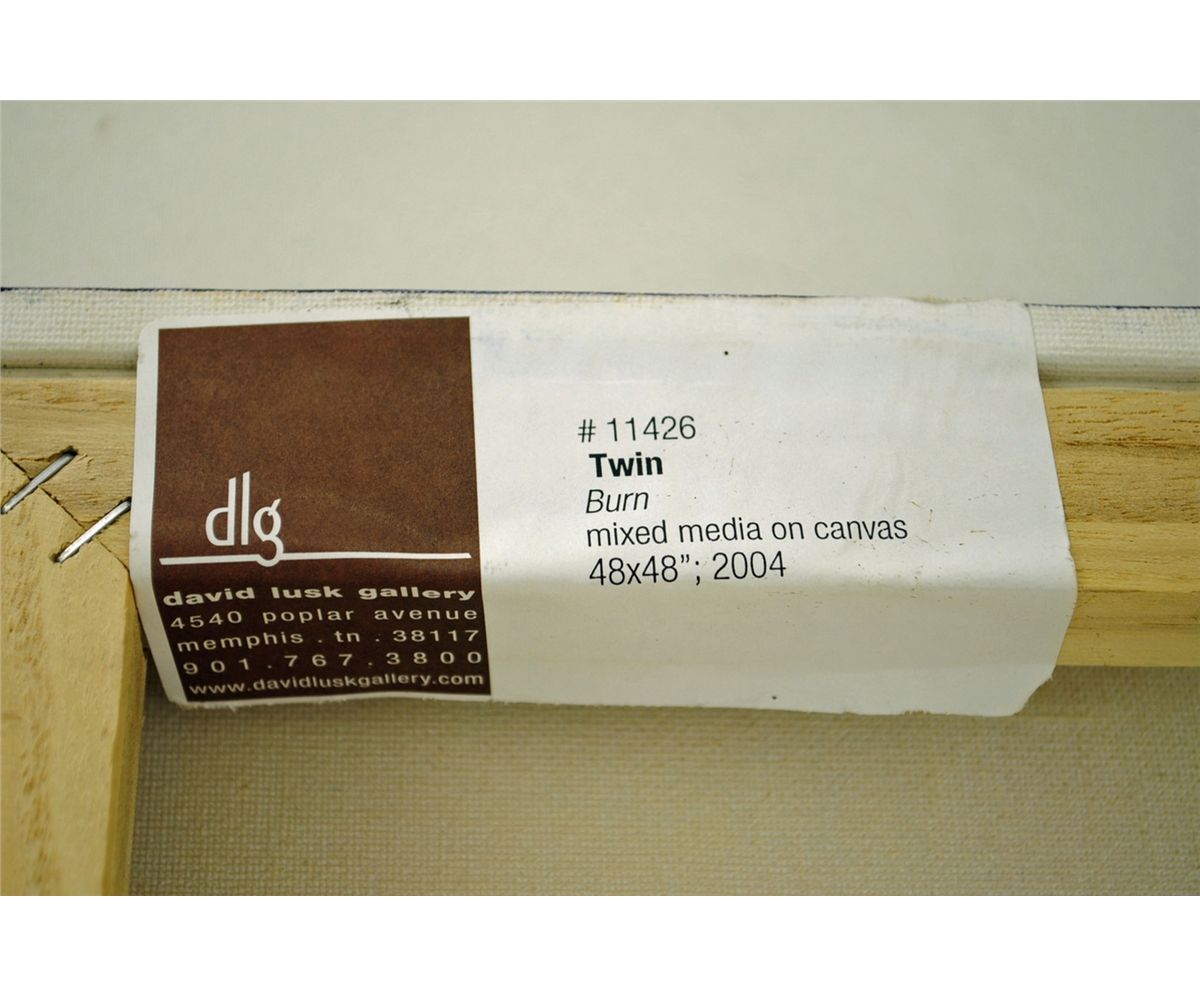 dlg
david lusk gallery
4540 poplar avenue
memphis . tn . 38117
901.767.3800
www.davidluskgallery.com
# 11426
Twin
Burn
mixed media on canvas
48x48”; 2004